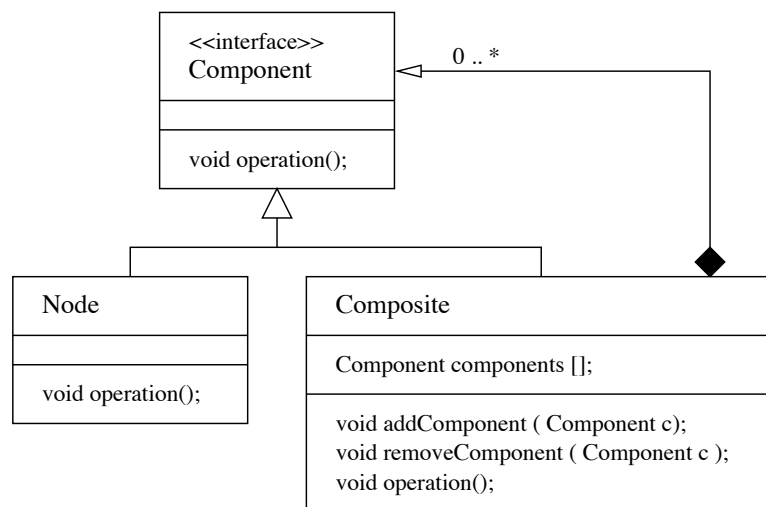 <<interface>>
Component
0 .. *
void operation();
Node
void operation();
Composite
Component components [];
void addComponent ( Component c);
void removeComponent ( Component c );
void operation();